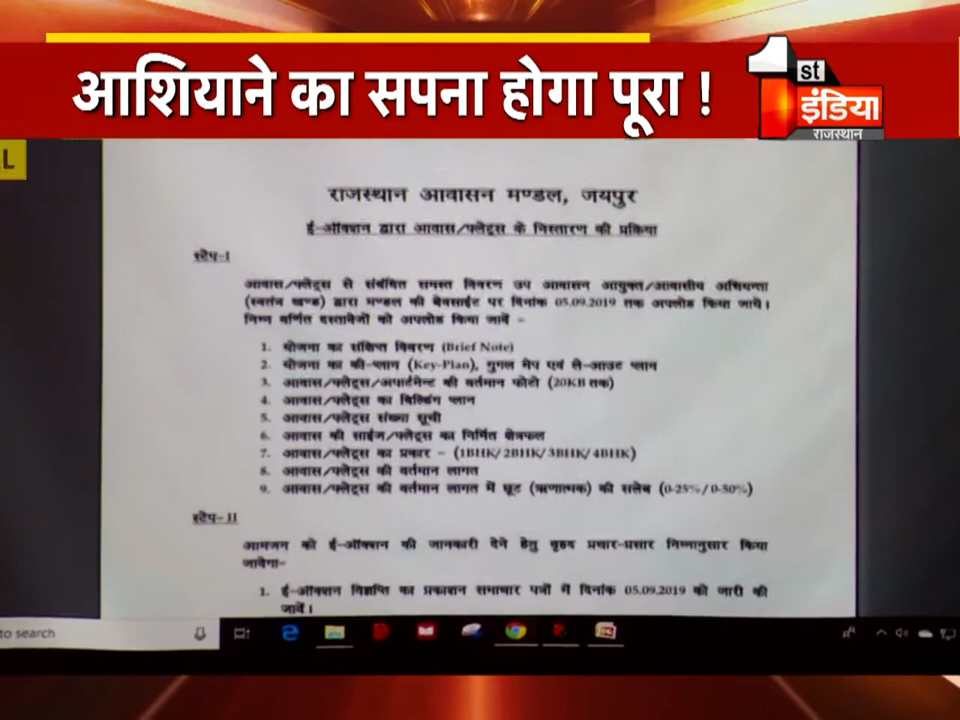 आशियाने का सपना होगा पूरा !
1st
इंडिया
राजस्थान
L
राजस्थान आवासन मण्डल, जयपुर
ई-ऑक्शन द्वारा आवास/फ्लेट्स के निस्तारण की प्रकिया
स्टेप-I
आवास/फ्लेट्स से संबंधित समस्त विवरण उप आवासन आयुक्त/आवासीय अभियन्ता
(स्वतंत्र खण्ड) द्वारा मण्डल की बेवसाईट पर दिनांक 05.09.2019 तक अपलोड किया जाये।
निम्न वर्णित दस्तावेजों को अपलोड किया जावें –
1. योजना का संक्षिप्त विवरण (Brief Note)
2. योजना का की-प्लान (Key-Plan), गुगल मेप एवं ले-आउट प्लान
3. आवास/फ्लेट्स/अपार्टमेन्ट की वर्तमान फोटो (20KB तक)
4. आवास/फ्लेट्स का बिल्डिंग प्लान
5. आवास/फ्लेट्स संख्या सूची
6. आवास की साईज/फ्लेट्स का निर्मित क्षेत्रफल
7. आवास/फ्लेट्स का प्रकार – (1BHK/2BHK/3BHK/4BHK)
8. आवास/फ्लेट्स की वर्तमान लागत
9. आवास/फ्लेट्स की वर्तमान लागत में छूट (ऋणात्मक) की सलेब (0-25%/0-50%)
स्टेप- II
आमजन को ई-ऑक्शन की जानकारी देने हेतु वृहद प्रचार-प्रसार निम्नानुसार किया
जावेगा–
1. ई-ऑक्शन विज्ञप्ति का प्रकाशन समाचार पत्रों में दिनांक 05.09.2019 को जारी की
जावें।
to search